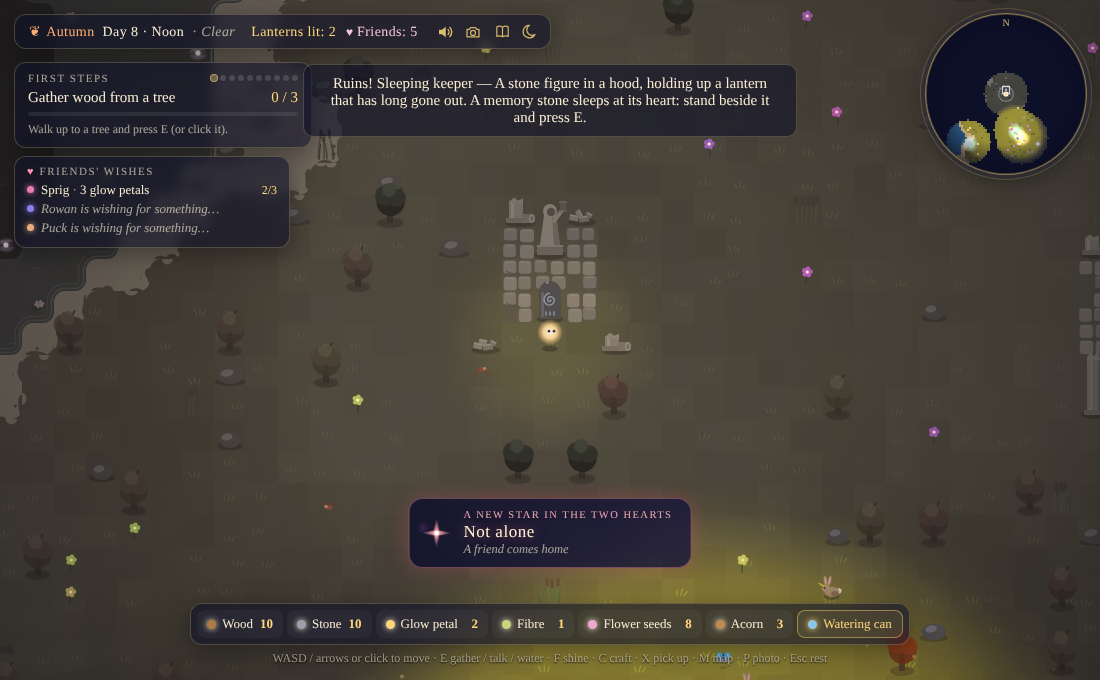 Autumn Day 8 · Noon · Clear Lanterns lit: 2 ♥ Friends: 5
N
FIRST STEPS
Gather wood from a tree 0 / 3
Walk up to a tree and press E (or click it).
Ruins! Sleeping keeper — A stone figure in a hood, holding up a lantern
that has long gone out. A memory stone sleeps at its heart: stand beside it
and press E.
♥ FRIENDS' WISHES
Sprig · 3 glow petals 2/3
Rowan is wishing for something…
Puck is wishing for something…
A NEW STAR IN THE TWO HEARTS
Not alone
A friend comes home
Wood 10 Stone 10 Glow petal 2 Fibre 1 Flower seeds 8 Acorn 3 Watering can
WASD / arrows or click to move · E gather / talk / water · F shine · C craft · X pick up · M map · P photo · Esc rest